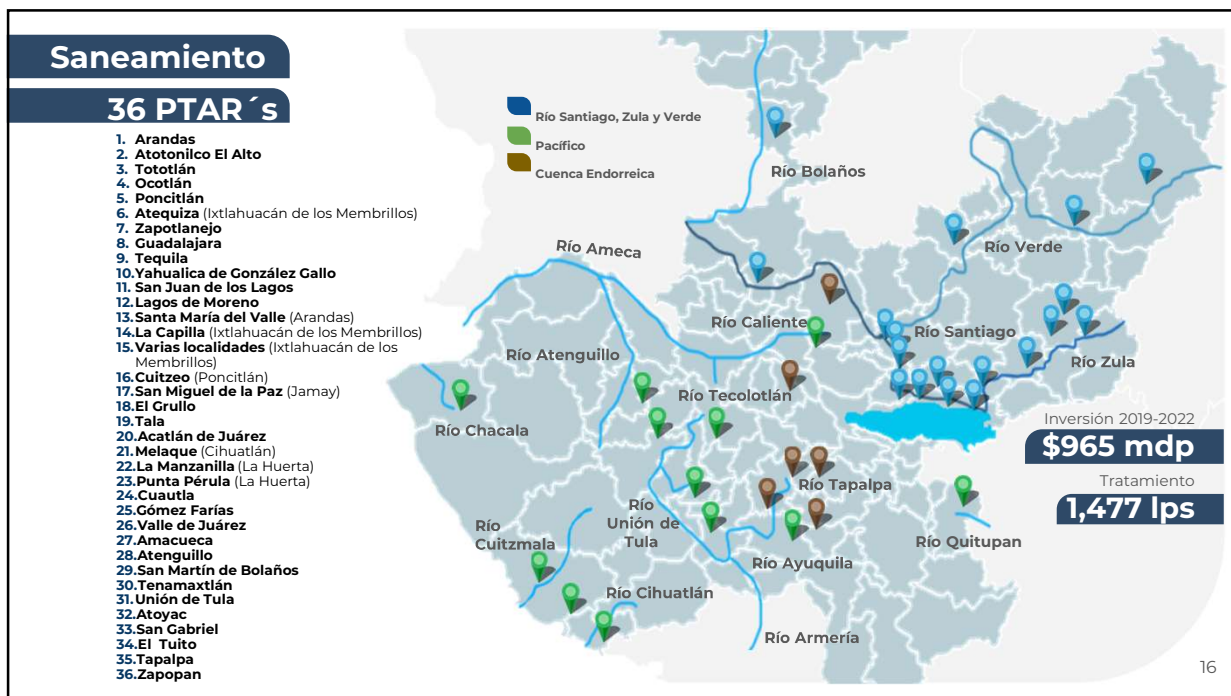 Saneamiento
36 PTAR´s
1. Arandas
2. Atotonilco El Alto
3. Tototlán
4. Ocotlán
5. Poncitlán
6. Atequiza (Ixtlahuacán de los Membrillos)
7. Zapotlanejo
8. Guadalajara
9. Tequila
10.Yahualica de González Gallo
11. San Juan de los Lagos
12. Lagos de Moreno
13.Santa María del Valle (Arandas)
14.La Capilla (Ixtlahuacán de los Membrillos)
15.Varias localidades (Ixtlahuacán de los
Membrillos)
16.Cuitzeo (Poncitlán)
17.San Miguel de la Paz (Jamay)
18.El Grullo
19.Tala
20.Acatlán de Juárez
21.Melaque (Cihuatlán)
22.La Manzanilla (La Huerta)
23.Punta Pérula (La Huerta)
24.Cuautla
25.Gómez Farías
26.Valle de Juárez
27.Amacueca
28.Atenguillo
29.San Martín de Bolaños
30.Tenamaxtlán
31.Unión de Tula
32.Atoyac
33.San Gabriel
34.El Tuito
35.Tapalpa
36.Zapopan
Río Santiago, Zula y Verde
Pacífico
Cuenca Endorreica
Río Bolaños
Río Ameca
Río Verde
Río Caliente
Río Santiago
Río Atenguillo
Río Zula
Río Tecolotlán
Río Chacala
Inversión 2019-2022
$965 mdp
Tratamiento
1,477 lps
Río Tapalpa
Río
Unión de
Tula
Río
Cuitzmala
Río Quitupan
Río Ayuquila
Río Cihuatlán
Río Armería
16